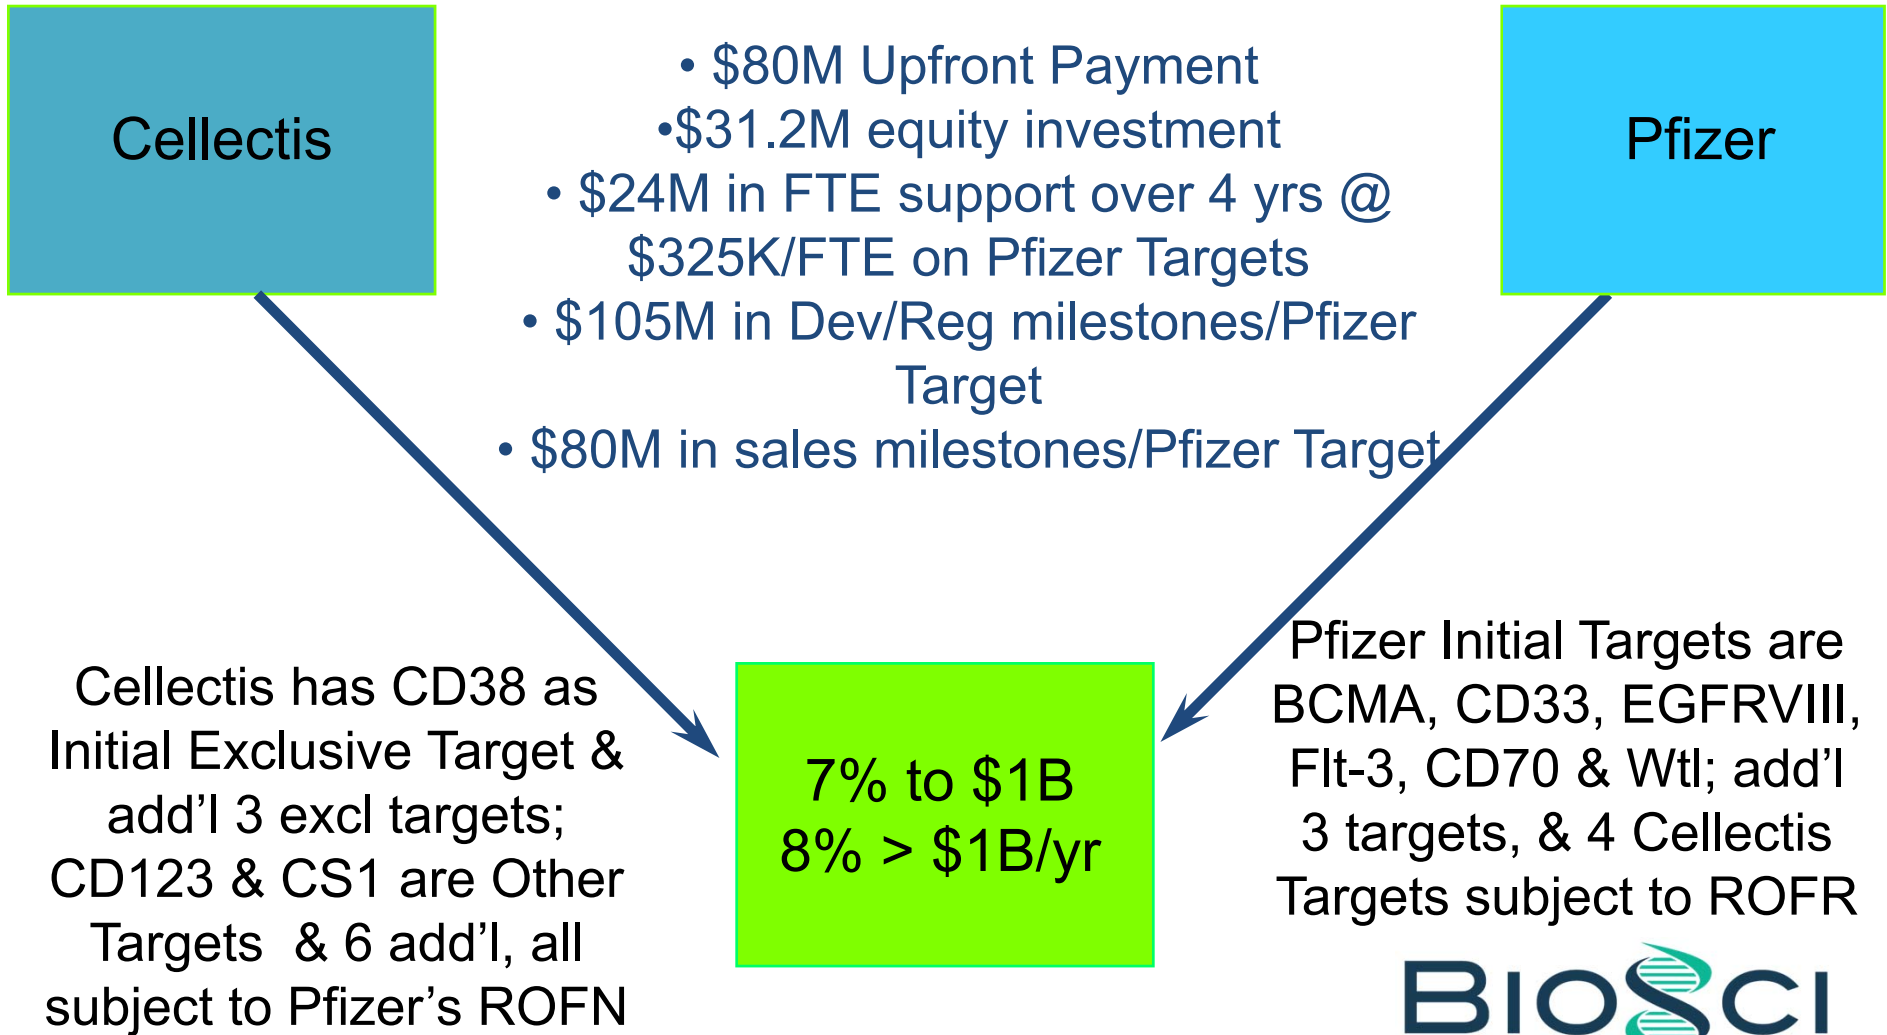 Cellectis
• $80M Upfront Payment
•$31.2M equity investment
• $24M in FTE support over 4 yrs @
$325K/FTE on Pfizer Targets
• $105M in Dev/Reg milestones/Pfizer
Target
• $80M in sales milestones/Pfizer Target
Pfizer
Cellectis has CD38 as
Initial Exclusive Target &
add’l 3 excl targets;
CD123 & CS1 are Other
Targets & 6 add’l, all
subject to Pfizer’s ROFN
7% to $1B
8% > $1B/yr
Pfizer Initial Targets are
BCMA, CD33, EGFRVIII,
Flt-3, CD70 & Wtl; add’l
3 targets, & 4 Cellectis
Targets subject to ROFR
BIOSCI